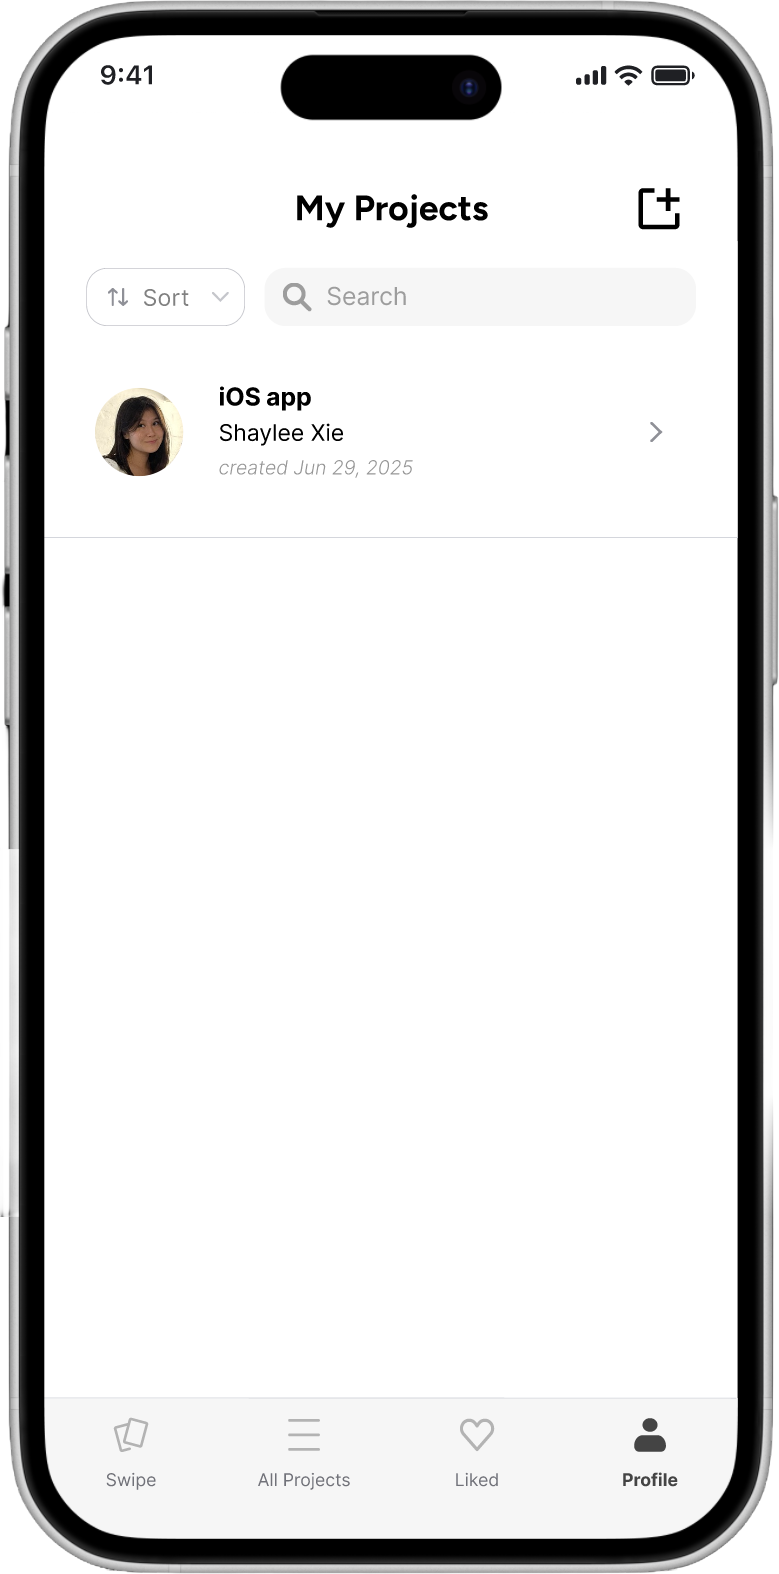 9:41
My Projects
Sort
Search
iOS app
Shaylee Xie
created Jun 29, 2025
Swipe
All Projects
Liked
Profile